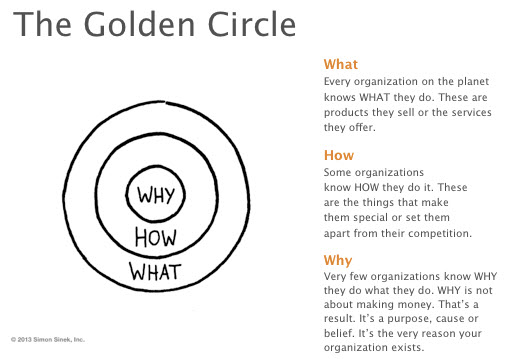 The Golden Circle
WHY
HOW
WHAT
What
Every organization on the planet
knows WHAT they do. These are
products they sell or the services
they offer.
How
Some organizations
know HOW they do it. These
are the things that make
them special or set them
apart from their competition.
Why
Very few organizations know WHY
they do what they do. WHY is not
about making money. That's a
result. It's a purpose, cause or
belief. It's the very reason your
organization exists.
© 2013 Simon Sinek, Inc.